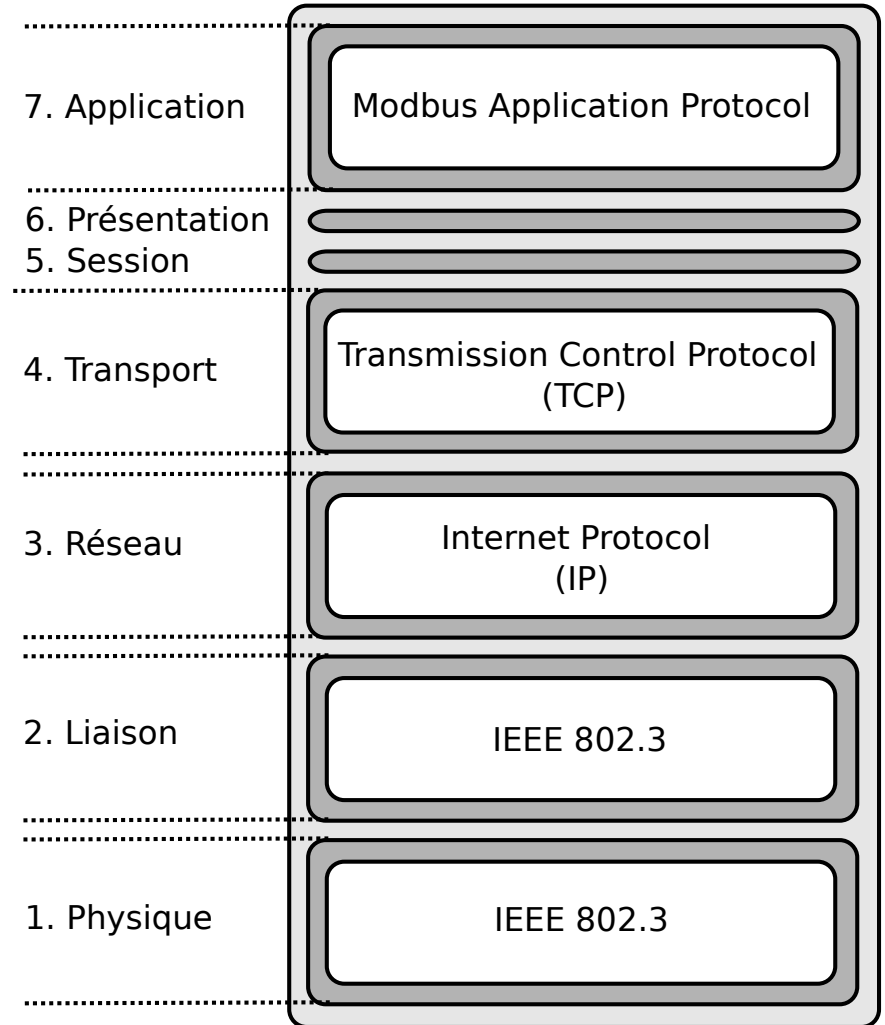 7. Application
Modbus Application Protocol
6. Présentation
5. Session
4. Transport
Transmission Control Protocol
(TCP)
3. Réseau
Internet Protocol
(IP)
2. Liaison
IEEE 802.3
1. Physique
IEEE 802.3